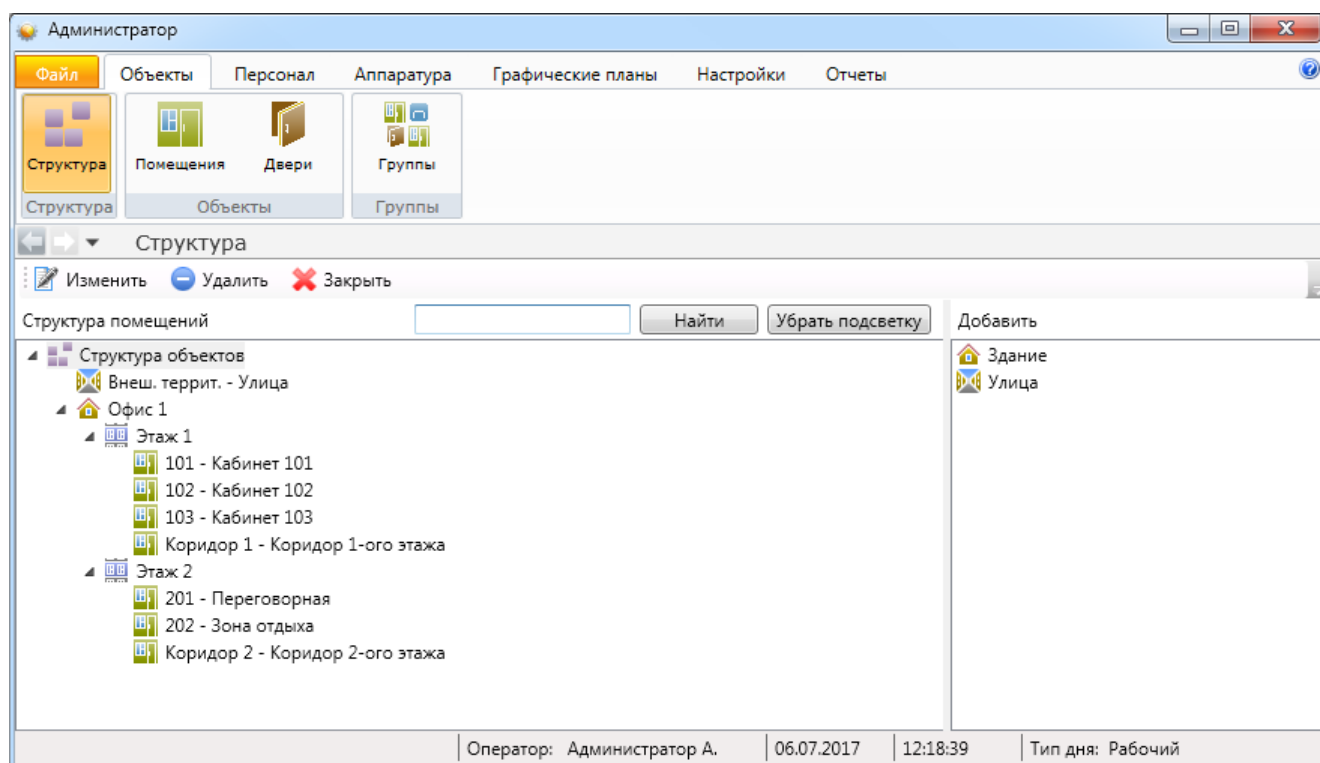 Администратор
Файл Объекты Персонал Аппаратура Графические планы Настройки Отчеты
Структура Помещения Двери Группы
Структура Объекты Группы
Структура
Изменить Удалить Закрыть
Структура помещений Найти Убрать подсветку Добавить
Структура объектов Здание
Внеш. террит. - Улица Улица
Офис 1
Этаж 1
101 - Кабинет 101
102 - Кабинет 102
103 - Кабинет 103
Коридор 1 - Коридор 1-ого этажа
Этаж 2
201 - Переговорная
202 - Зона отдыха
Коридор 2 - Коридор 2-ого этажа
Оператор: Администратор А. 06.07.2017 12:18:39 Тип дня: Рабочий